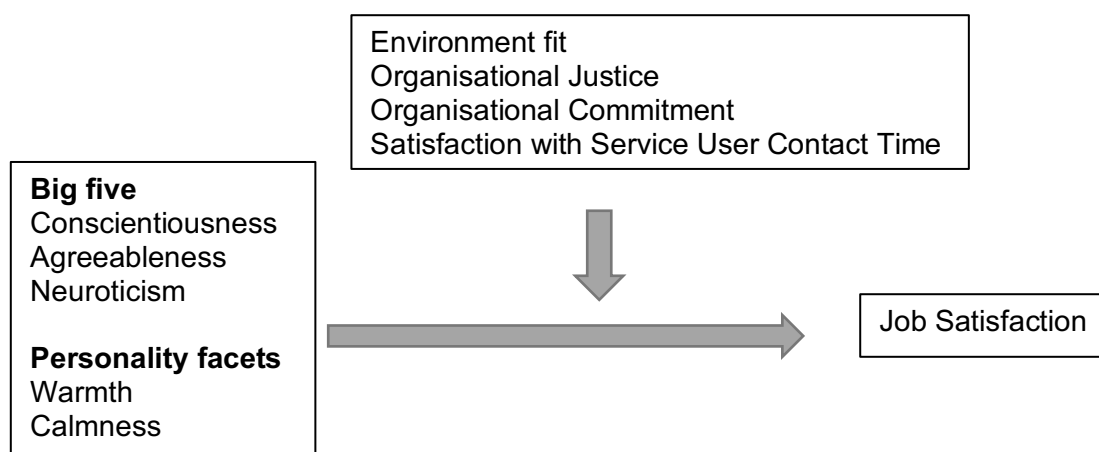 Environment fit
Organisational Justice
Organisational Commitment
Satisfaction with Service User Contact Time
Big five
Conscientiousness
Agreeableness
Neuroticism
Personality facets
Warmth
Calmness
Job Satisfaction